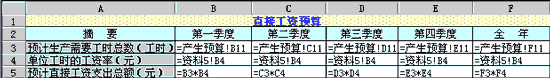 A B C D E F
1 直接工资预算
2 摘 要 第一季度 第二季度 第三季度 第四季度 全 年
3 预计生产需要工时总数（工时） =产生预算!B11 =产生预算!C11 =产生预算!D11 =产生预算!E11 =产生预算!F11
4 单位工时的工资率（元） =资料5!B4 =资料5!B4 =资料5!B4 =资料5!B4 =资料5!B4
5 预计直接工资支出总额（元） =B3*B4 =C3*C4 =D3*D4 =E3*E4 =F3*F4